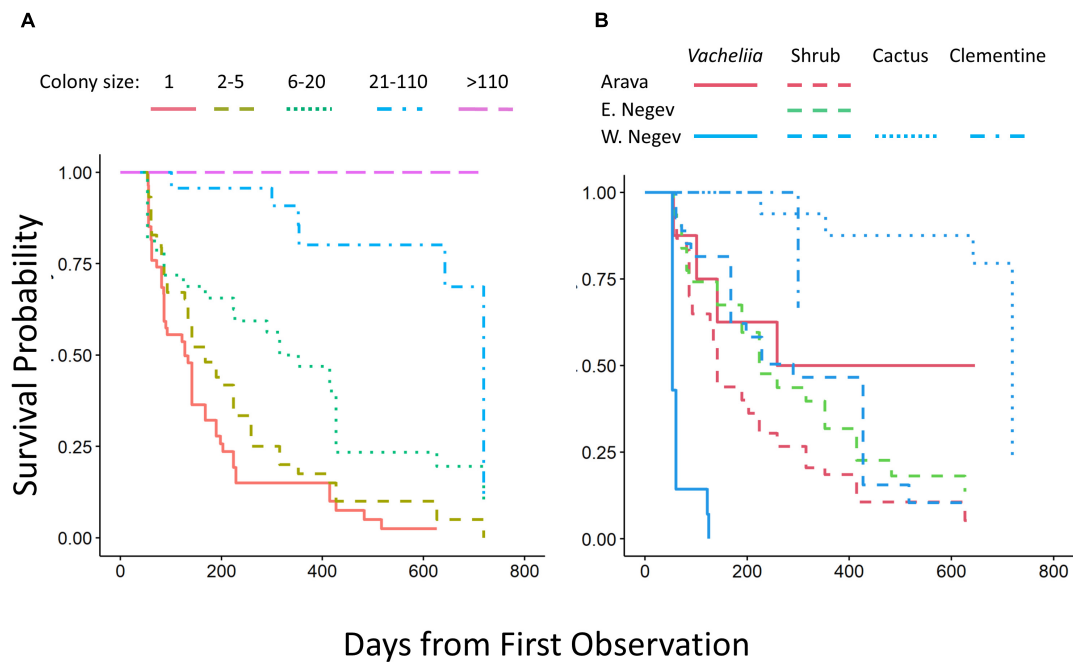 A
Colony size: 1 2-5 6-20 21-110 >110
1.00
0.75
.0.50
0.25
0.00
0 200 400 600 800
Survival Probability
B
Vacheliia Shrub Cactus Clementine
Arava
E. Negev
W. Negev
1.00
0.75
0.50
0.25
0.00
0 200 400 600 800
Days from First Observation